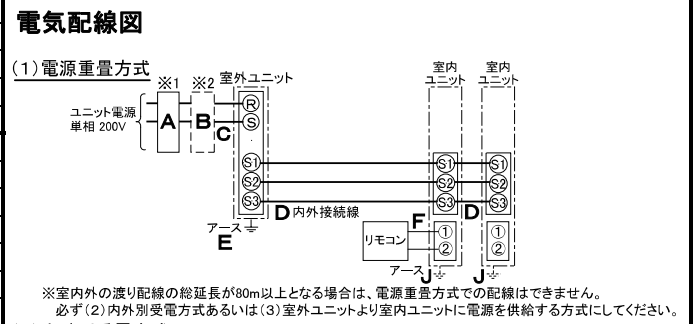 電気配線図
(1)電源重畳方式
※1 ※2 室外ユニット 室内ユニット 室内ユニット
ユニット電源
単相 200V
A B C
R
S
S1 S1 S1
S2 S2 S2
S3 S3 S3
D 内外接続線 D
アース
E
リモコン F ① ①
② ②
アース J J
※室内外の渡り配線の総延長が80m以上となる場合は、電源重畳方式での配線はできません。
必ず(2)内外別受電方式あるいは(3)室外ユニットより室内ユニットに電源を供給する方式にしてください。